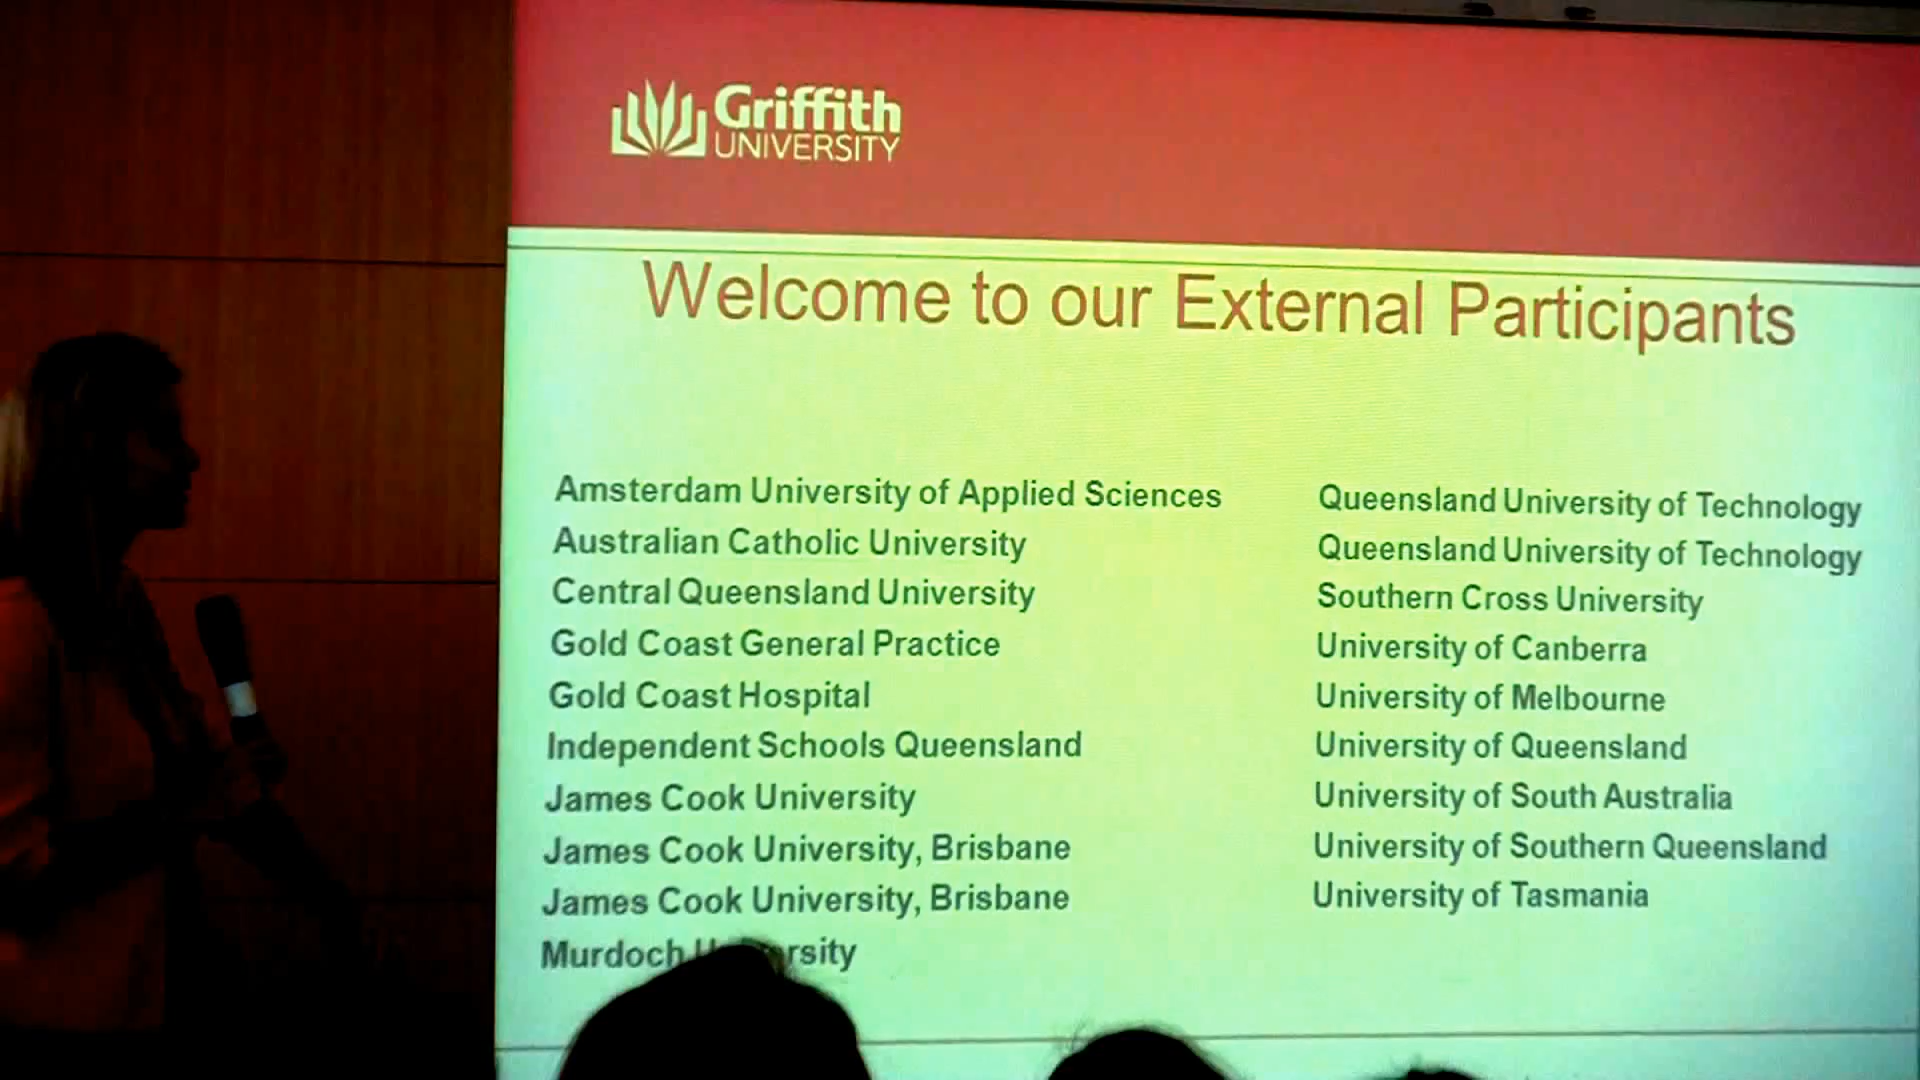 Griffith
UNIVERSITY
Welcome to our External Participants
Amsterdam University of Applied Sciences
Australian Catholic University
Central Queensland University
Gold Coast General Practice
Gold Coast Hospital
Independent Schools Queensland
James Cook University
James Cook University, Brisbane
James Cook University, Brisbane
Murdoch
Queensland University of Technology
Queensland University of Technology
Southern Cross University
University of Canberra
University of Melbourne
University of Queensland
University of South Australia
University of Southern Queensland
University of Tasmania